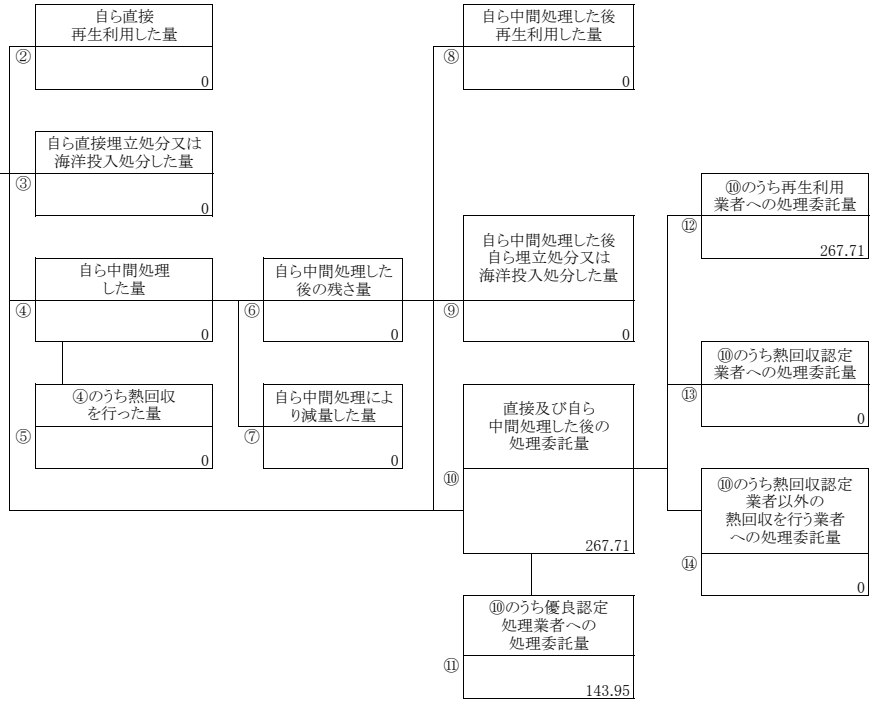 自ら直接
再生利用した量
②
0
自ら直接埋立処分又は
海洋投入処分した量
③
0
自ら中間処理
した量
④
0
④のうち熱回収
を行った量
⑤
0
自ら中間処理した
後の残さ量
⑥
0
自ら中間処理によ
り減量した量
⑦
0
自ら中間処理した後
再生利用した量
⑧
0
自ら中間処理した後
自ら埋立処分又は
海洋投入処分した量
⑨
0
直接及び自ら
中間処理した後の
処理委託量
⑩
267.71
⑩のうち優良認定
処理業者への
処理委託量
⑪
143.95
⑩のうち再生利用
業者への処理委託量
⑫
267.71
⑩のうち熱回収認定
業者への処理委託量
⑬
0
⑩のうち熱回収認定
業者以外の
熱回収を行う業者
への処理委託量
⑭
0